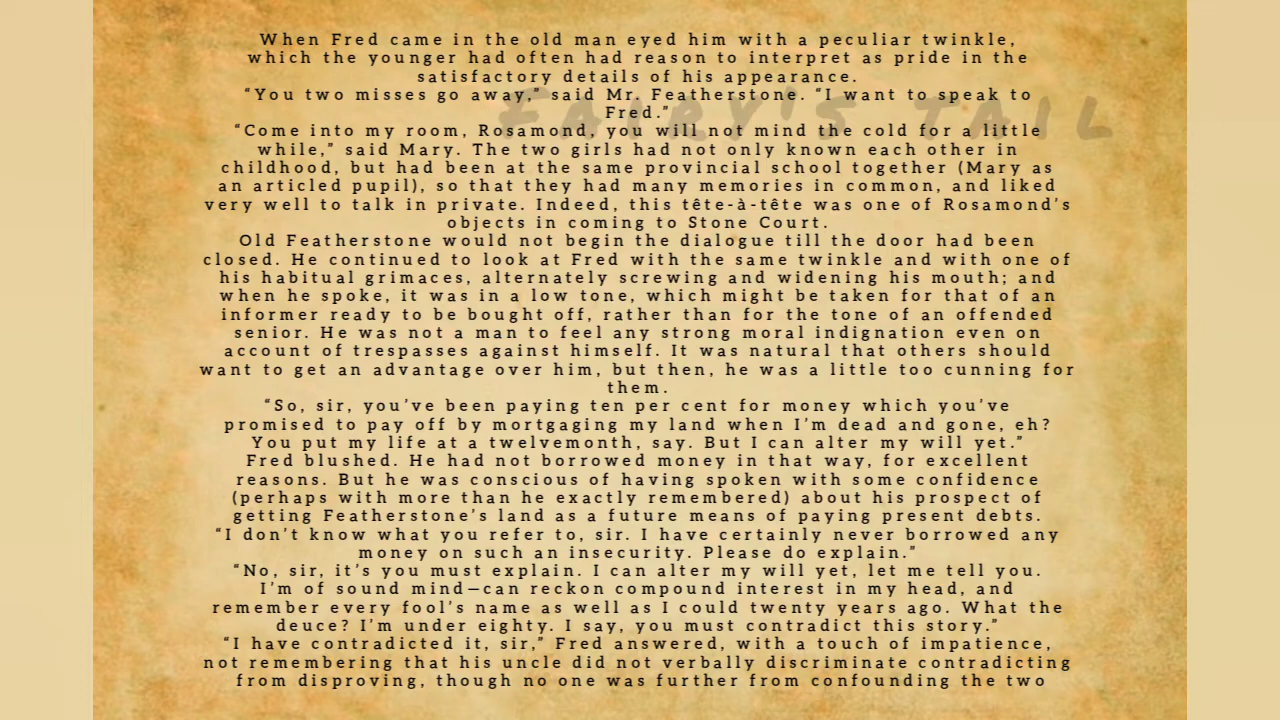 When Fred came in the old man eyed him with a peculiar twinkle,
which the younger had often had reason to interpret as pride in the
satisfactory details of his appearance.
“You two misses go away,” said Mr. Featherstone. “I want to speak to
Fred.”
FAIRY'S TAIL
“Come into my room, Rosamond, you will not mind the cold for a little
while,” said Mary. The two girls had not only known each other in
childhood, but had been at the same provincial school together (Mary as
an articled pupil), so that they had many memories in common, and liked
very well to talk in private. Indeed, this tête-à-tête was one of Rosamond’s
objects in coming to Stone Court.
Old Featherstone would not begin the dialogue till the door had been
closed. He continued to look at Fred with the same twinkle and with one of
his habitual grimaces, alternately screwing and widening his mouth; and
when he spoke, it was in a low tone, which might be taken for that of an
informer ready to be bought off, rather than for the tone of an offended
senior. He was not a man to feel any strong moral indignation even on
account of trespasses against himself. It was natural that others should
want to get an advantage over him, but then, he was a little too cunning for
them.
“So, sir, you’ve been paying ten per cent for money which you’ve
promised to pay off by mortgaging my land when I’m dead and gone, eh?
You put my life at a twelvemonth, say. But I can alter my will yet.”
Fred blushed. He had not borrowed money in that way, for excellent
reasons. But he was conscious of having spoken with some confidence
(perhaps with more than he exactly remembered) about his prospect of
getting Featherstone’s land as a future means of paying present debts.
“I don’t know what you refer to, sir. I have certainly never borrowed any
money on such an insecurity. Please do explain.”
“No, sir, it’s you must explain. I can alter my will yet, let me tell you.
I’m of sound mind—can reckon compound interest in my head, and
remember every fool’s name as well as I could twenty years ago. What the
deuce? I’m under eighty. I say, you must contradict this story.”
“I have contradicted it, sir,” Fred answered, with a touch of impatience,
not remembering that his uncle did not verbally discriminate contradicting
from disproving, though no one was further from confounding the two